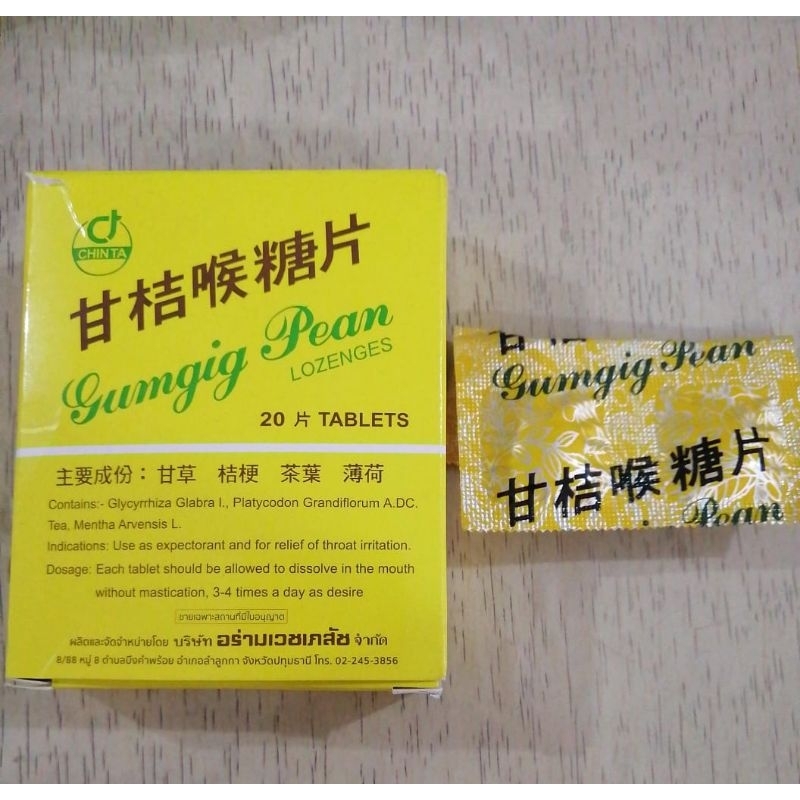 CHINTA
甘桔喉糖片
Gumgig Pean
LOZENGES
20 片 TABLETS
主要成份： 甘草 桔梗 茶葉 薄荷
Contains:- Glycyrrhiza Glabra l., Platycodon Grandiflorum A.DC.
Tea, Mentha Arvensis L.
Indications: Use as expectorant and for relief of throat irritation.
Dosage: Each tablet should be allowed to dissolve in the mouth
without mastication, 3-4 times a day as desire
ขายเฉพาะสถานที่มีใบอนุญาต
ผลิตและจัดจำหน่ายโดย บริษัท อร่ามเวชเภสัช จำกัด
8/88 หมู่ 8 ตำบลบึงคำพร้อย อำเภอลำลูกกา จังหวัดปทุมธานี โทร. 02-245-3856
甘桔
Gumgig Pean
甘桔喉糖片
Pean